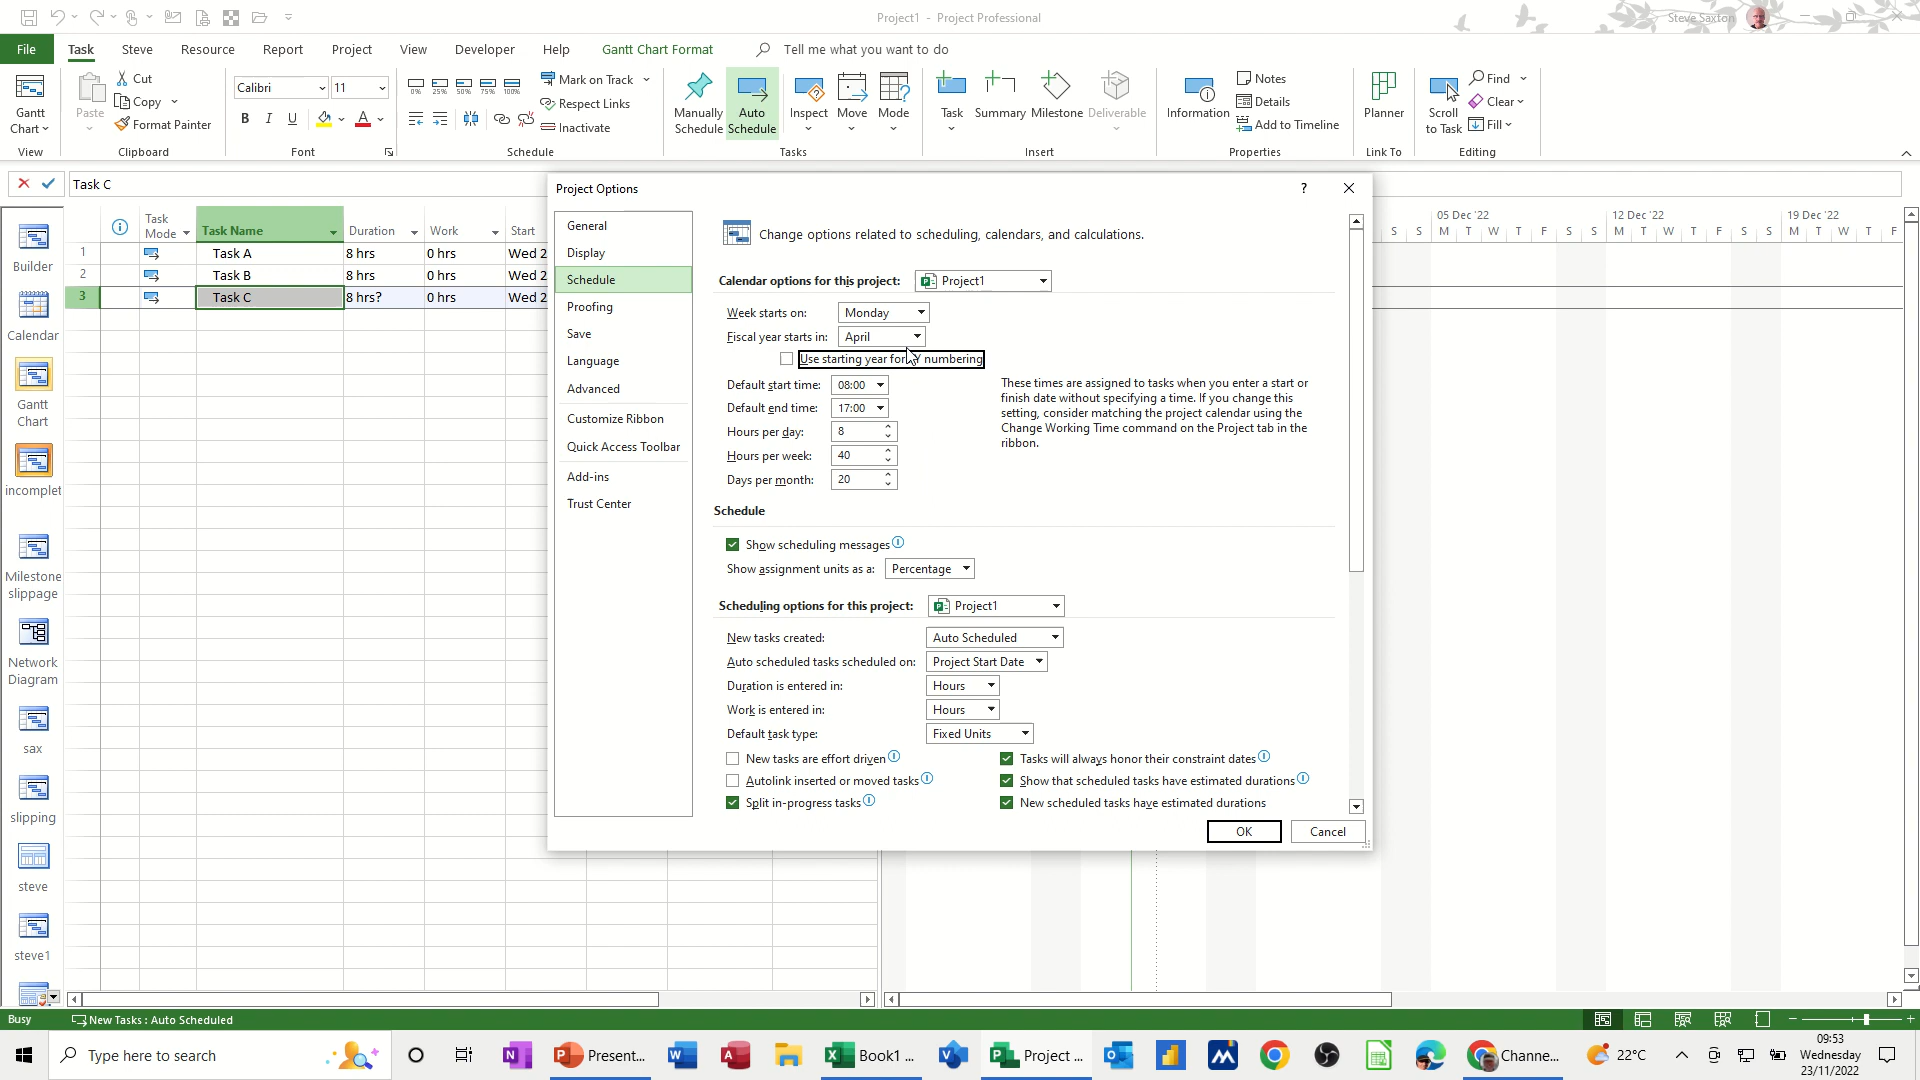 Project1 - Project Professional
Steve Saxton
File
Task
Steve
Resource
Report
Project
View
Developer
Help
Gantt Chart Format
Tell me what you want to do
Gantt
Chart
View
Paste
Cut
Copy
Format Painter
Clipboard
Calibri
11
B I U
A
Font
0% 25% 50% 75% 100%
Mark on Track
Respect Links
Inactivate
Schedule
Manually
Schedule
Auto
Schedule
Inspect
Move
Mode
Tasks
Task
Summary
Milestone
Deliverable
Insert
Information
Notes
Details
Add to Timeline
Properties
Planner
Link To
Scroll
to Task
Find
Clear
Fill
Editing
Task C
Builder
Calendar
Gantt
Chart
incomplet
Milestone
slippage
Network
Diagram
sax
slipping
steve
steve1
Task
Mode
Task Name
Duration
Work
Start
1 Task A 8 hrs 0 hrs Wed 2
2 Task B 8 hrs 0 hrs Wed 2
3 Task C 8 hrs? 0 hrs Wed 2
05 Dec '22 12 Dec '22 19 Dec '22
S S M T W T F S S M T W T F S S M T W T F
Project Options
?
General
Display
Schedule
Proofing
Save
Language
Advanced
Customize Ribbon
Quick Access Toolbar
Add-ins
Trust Center
Change options related to scheduling, calendars, and calculations.
Calendar options for this project: Project1
Week starts on: Monday
Fiscal year starts in: April
Use starting year for FY numbering
Default start time: 08:00
Default end time: 17:00
Hours per day: 8
Hours per week: 40
Days per month: 20
These times are assigned to tasks when you enter a start or
finish date without specifying a time. If you change this
setting, consider matching the project calendar using the
Change Working Time command on the Project tab in the
ribbon.
Schedule
Show scheduling messages
Show assignment units as a: Percentage
Scheduling options for this project: Project1
New tasks created: Auto Scheduled
Auto scheduled tasks scheduled on: Project Start Date
Duration is entered in: Hours
Work is entered in: Hours
Default task type: Fixed Units
New tasks are effort driven
Tasks will always honor their constraint dates
Autolink inserted or moved tasks
Show that scheduled tasks have estimated durations
Split in-progress tasks
New scheduled tasks have estimated durations
OK
Cancel
Busy
New Tasks : Auto Scheduled
Type here to search
Present...
Book1 ...
Project ...
Channe...
22°C
09:53
Wednesday
23/11/2022